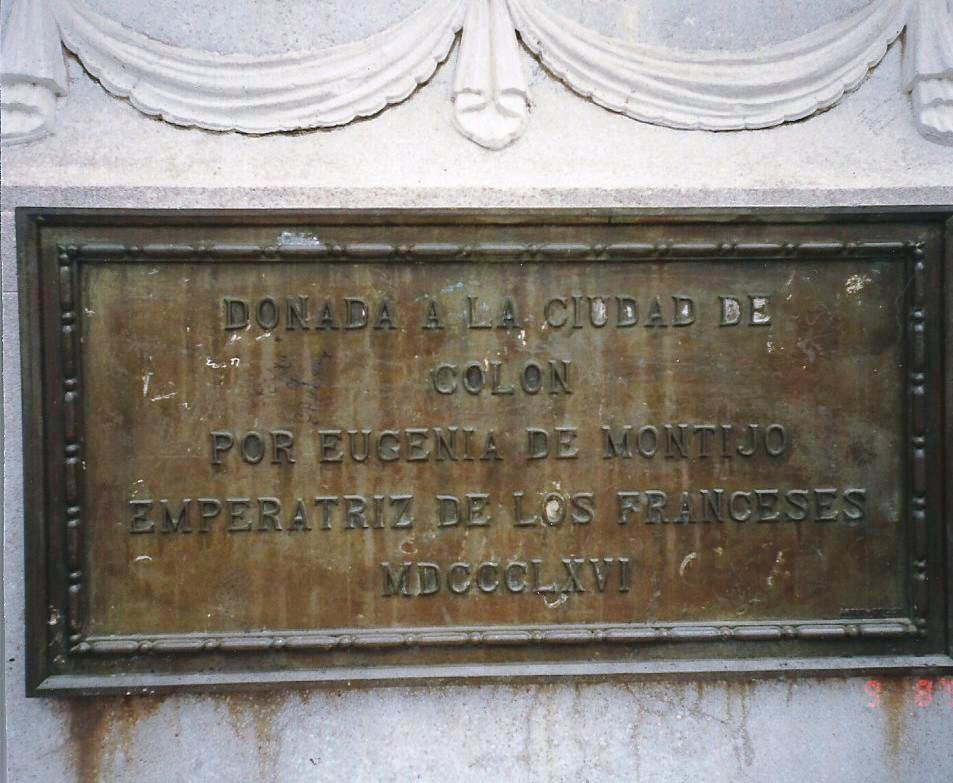 DONADA A LA CIUDAD DE
COLON
POR EUGENIA DE MONTIJO
EMPERATRIZ DE LOS FRANCESES
MDCCCLXVI